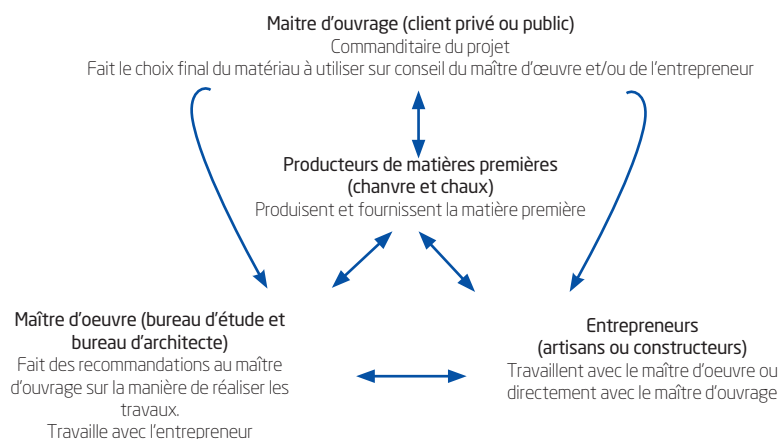 Maitre d'ouvrage (client privé ou public)
Commanditaire du projet
Fait le choix final du matériau à utiliser sur conseil du maître d'œuvre et/ou de l'entrepreneur
Producteurs de matières premières
(chanvre et chaux)
Produisent et fournissent la matière première
Maître d'oeuvre (bureau d'étude et
bureau d'architecte)
Fait des recommandations au maître
d'ouvrage sur la manière de réaliser les
travaux.
Travaille avec l'entrepreneur
Entrepreneurs
(artisans ou constructeurs)
Travaillent avec le maître d'oeuvre ou
directement avec le maître d'ouvrage